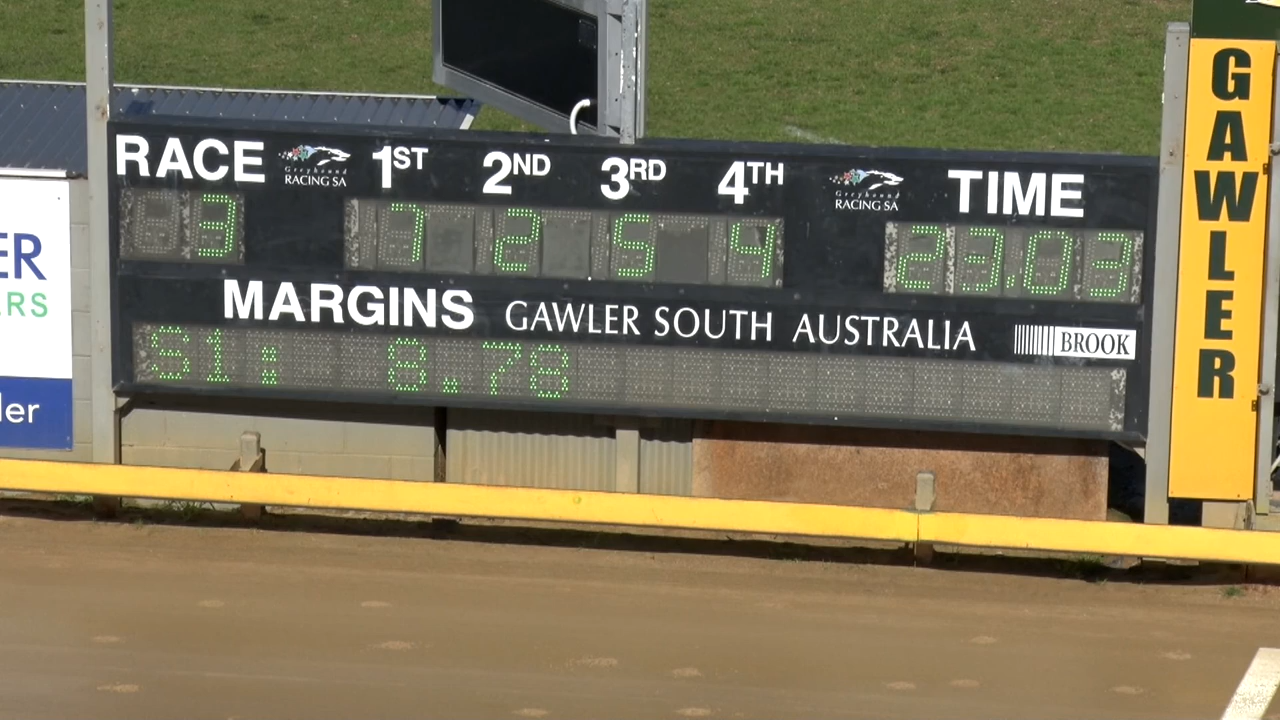 RACE
Greyhound
RACING SA
1ST 2ND 3RD 4TH
Greyhound
RACING SA
TIME
3 7 2 5 4 23.03
MARGINS GAWLER SOUTH AUSTRALIA BROOK
S1: 8.78
GAWLER
ER
ERS
ler